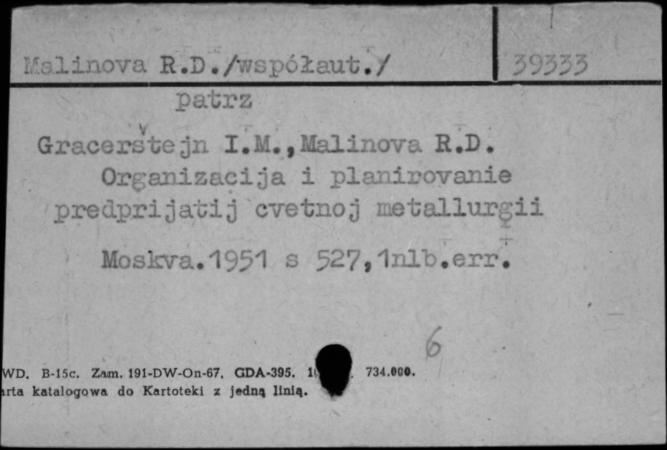 Malinova R.D./współaut./ 39333
patrz
Gracerštejn I.M.,Malinova R.D.
Organizacija i planirovanie
predprijatij cvetnoj metallurgii
Moskva.1951 s 527,1nlb.err.
6
WD. B-15c. Zam. 191-DW-On-67. GDA-395. 734.000.
arta katalogowa do Kartoteki z jedną linią.